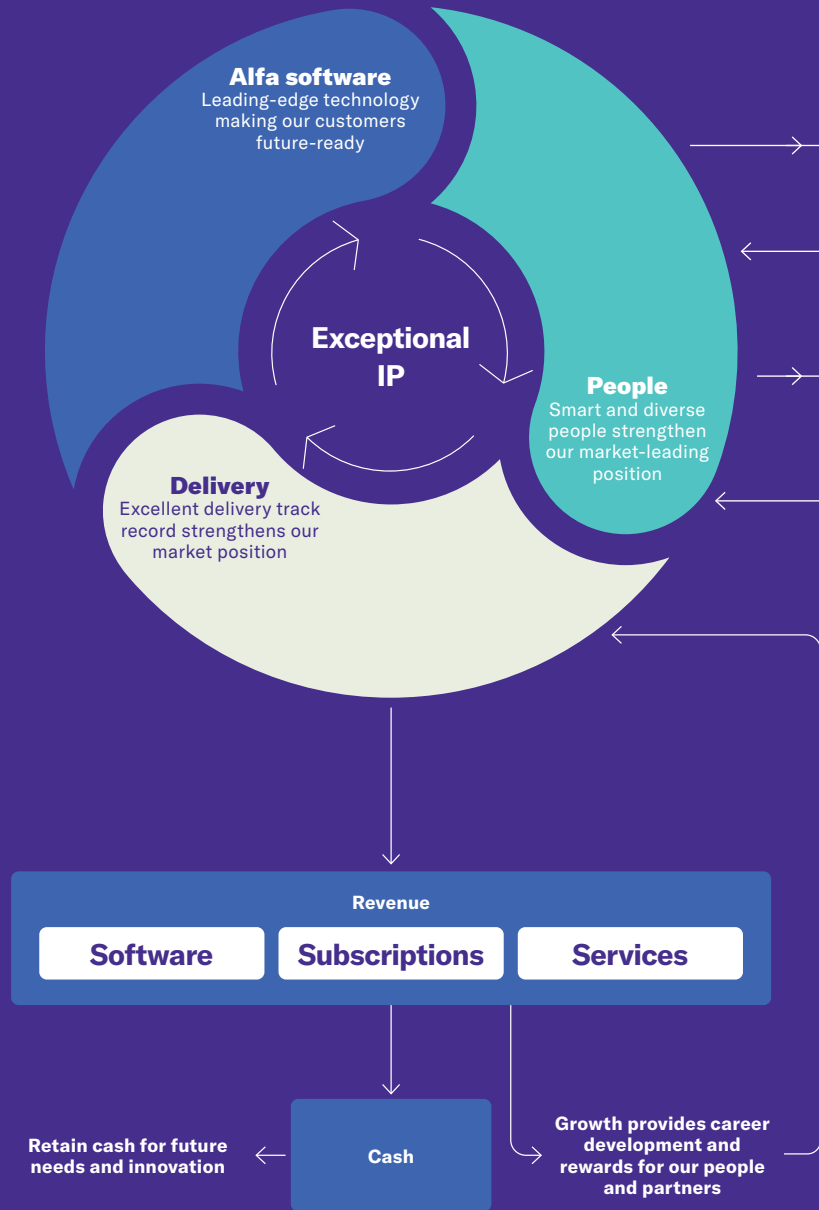 Alfa software
Leading-edge technology
making our customers
future-ready
Exceptional
IP
People
Smart and diverse
people strengthen
our market-leading
position
Delivery
Excellent delivery track
record strengthens our
market position
Revenue
Software
Subscriptions
Services
Retain cash for future
needs and innovation
Cash
Growth provides career
development and
rewards for our people
and partners